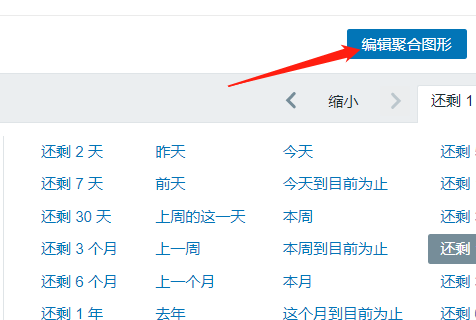 编辑聚合图形
缩小 还剩 1
还剩 2 天 昨天 今天 还剩
还剩 7 天 前天 今天到目前为止 还剩
还剩 30 天 上周的这一天 本周 还剩
还剩 3 个月 上一周 本周到目前为止 还剩
还剩 6 个月 上一个月 本月 还剩
还剩 1 年 去年 这个月到目前为止 还剩